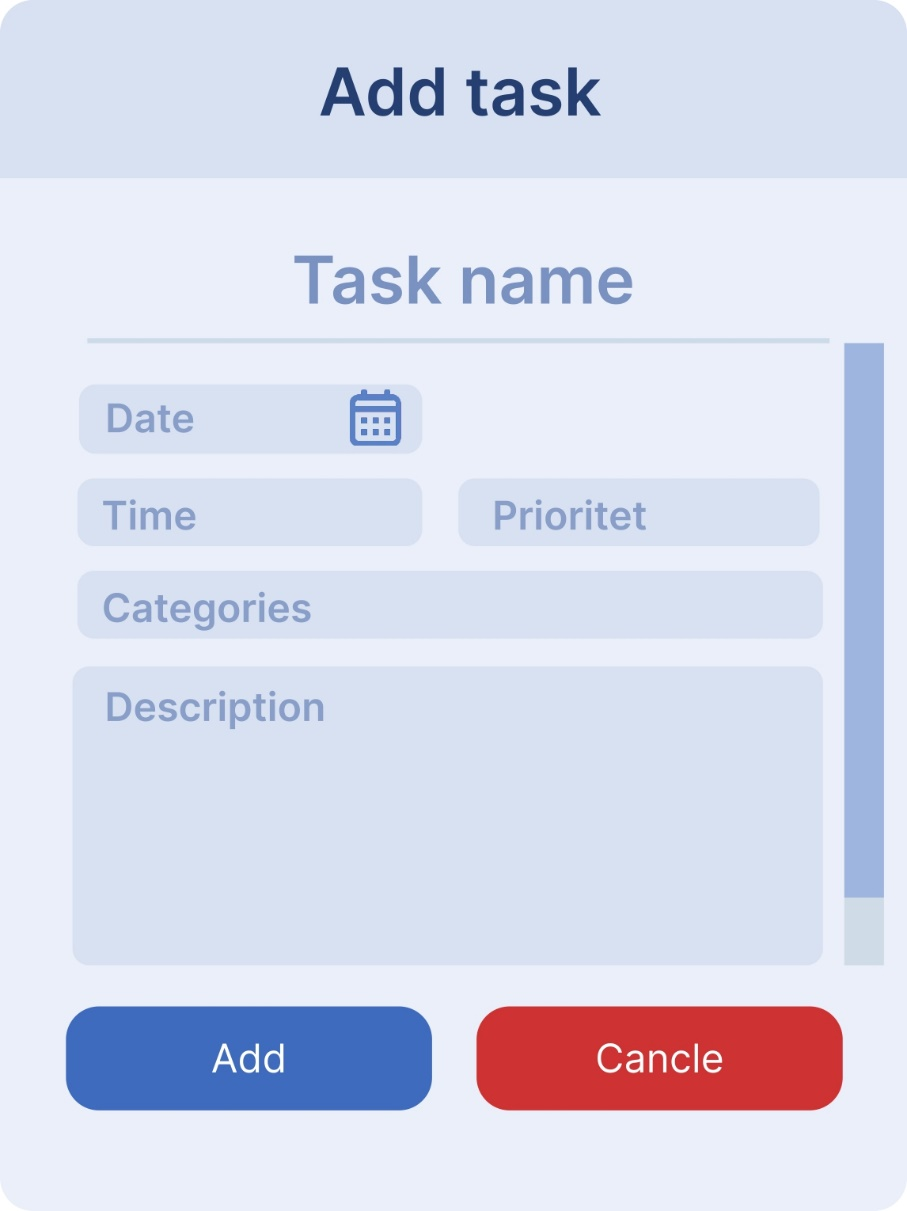 Add task
Task name
Date
Time
Prioritet
Categories
Description
Add
Cancle